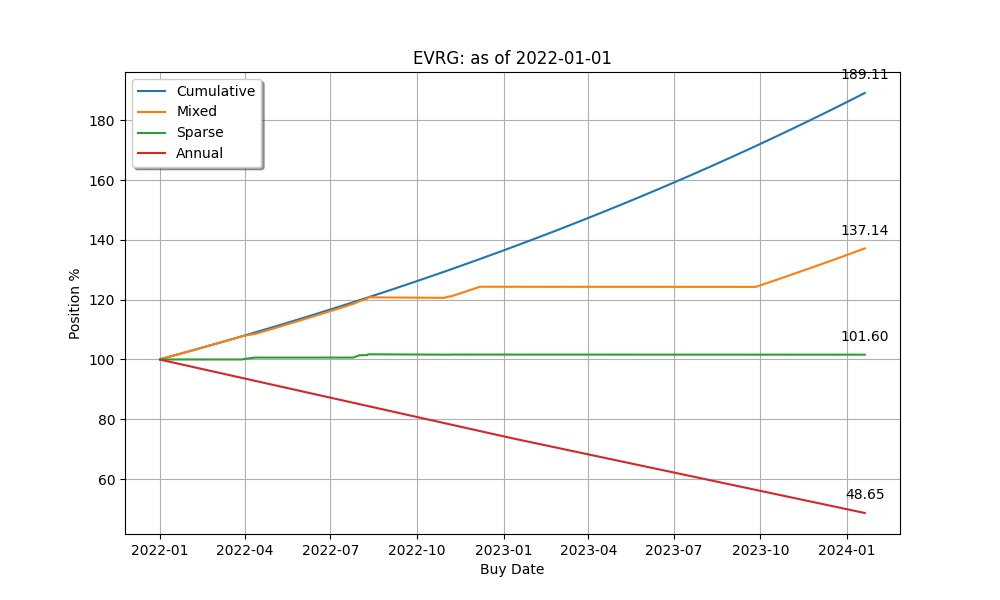 EVRG: as of 2022-01-01
189.11
Cumulative
Mixed
Sparse
Annual
180
160
140
120
100
80
60
137.14
101.60
48.65
Position %
2022-01
2022-04
2022-07
2022-10
2023-01
2023-04
2023-07
2023-10
2024-01
Buy Date